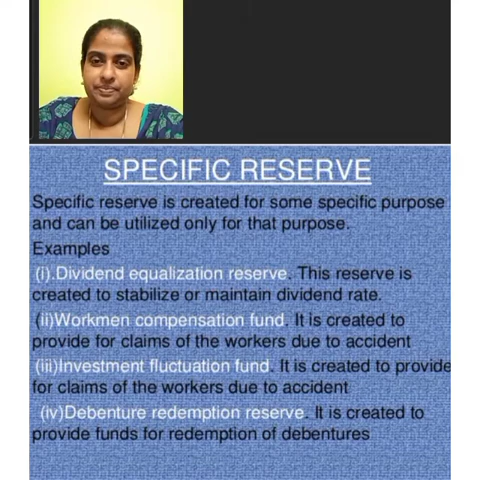 SPECIFIC RESERVE
Specific reserve is created for some specific purpose
and can be utilized only for that purpose.
Examples
(i).Dividend equalization reserve. This reserve is
created to stabilize or maintain dividend rate.
(ii)Workmen compensation fund. It is created to
provide for claims of the workers due to accident
(iii)Investment fluctuation fund. It is created to provide
for claims of the workers due to accident
(iv)Debenture redemption reserve. It is created to
provide funds for redemption of debentures